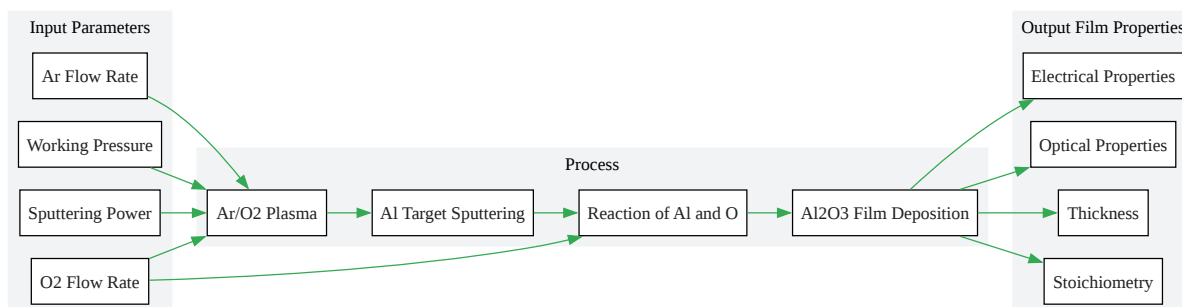 Input Parameters
Ar Flow Rate
Working Pressure
Sputtering Power
O2 Flow Rate
Process
Ar/O2 Plasma
Al Target Sputtering
Reaction of Al and O
Al2O3 Film Deposition
Output Film Properties
Electrical Properties
Optical Properties
Thickness
Stoichiometry